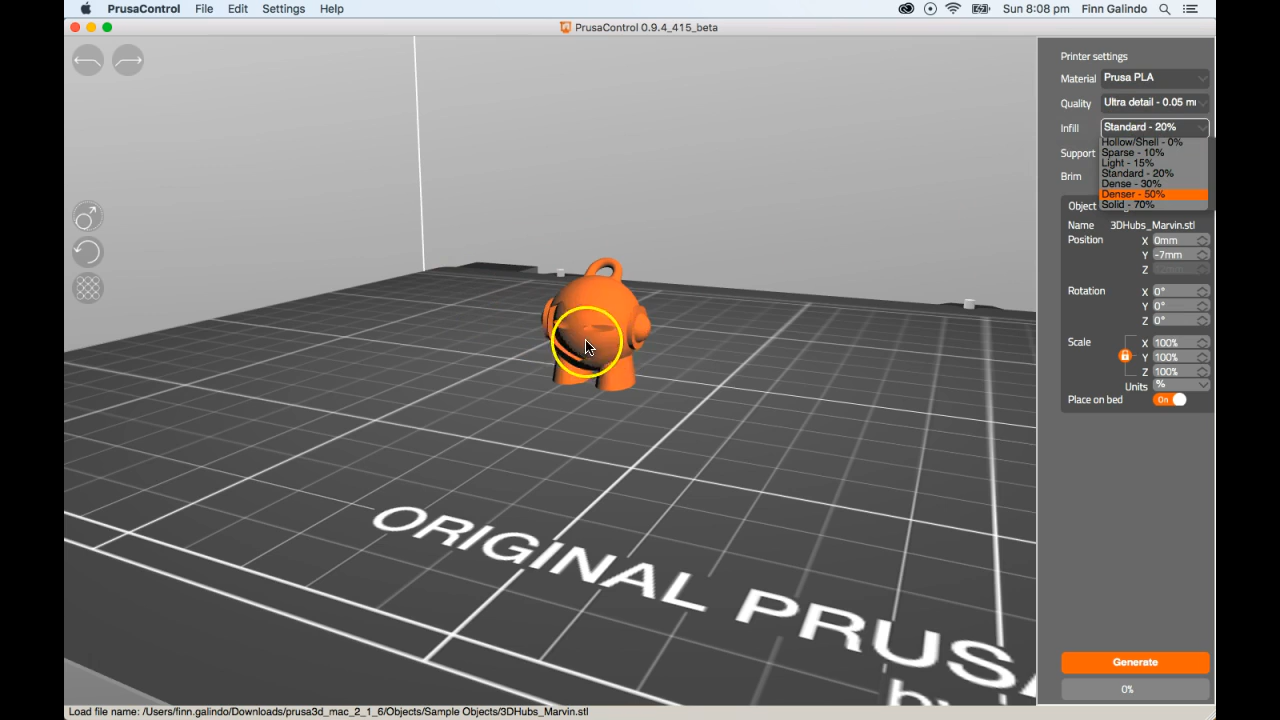 PrusaControl File Edit Settings Help Sun 8:08 pm Finn Galindo
PrusaControl 0.9.4_415_beta
Printer settings
Material Prusa PLA
Quality Ultra detail - 0.05 m
Infill Standard - 20%
Hollow/Shell - 0%
Support Sparse - 10%
Light - 15%
Standard - 20%
Brim Dense - 30%
Denser - 50%
Object Solid - 70%
Name 3DHubs_Marvin.stl
Position X 0mm
Y -7mm
Z
Rotation X 0°
Y 0°
Z 0°
Scale X 100%
Y 100%
Z 100%
Units %
Place on bed On
ORIGINAL PRUSA
by
Generate
0%
Load file name: /Users/finn.galindo/Downloads/prusa3d_mac_2_1_6/Objects/Sample Objects/3DHubs_Marvin.stl